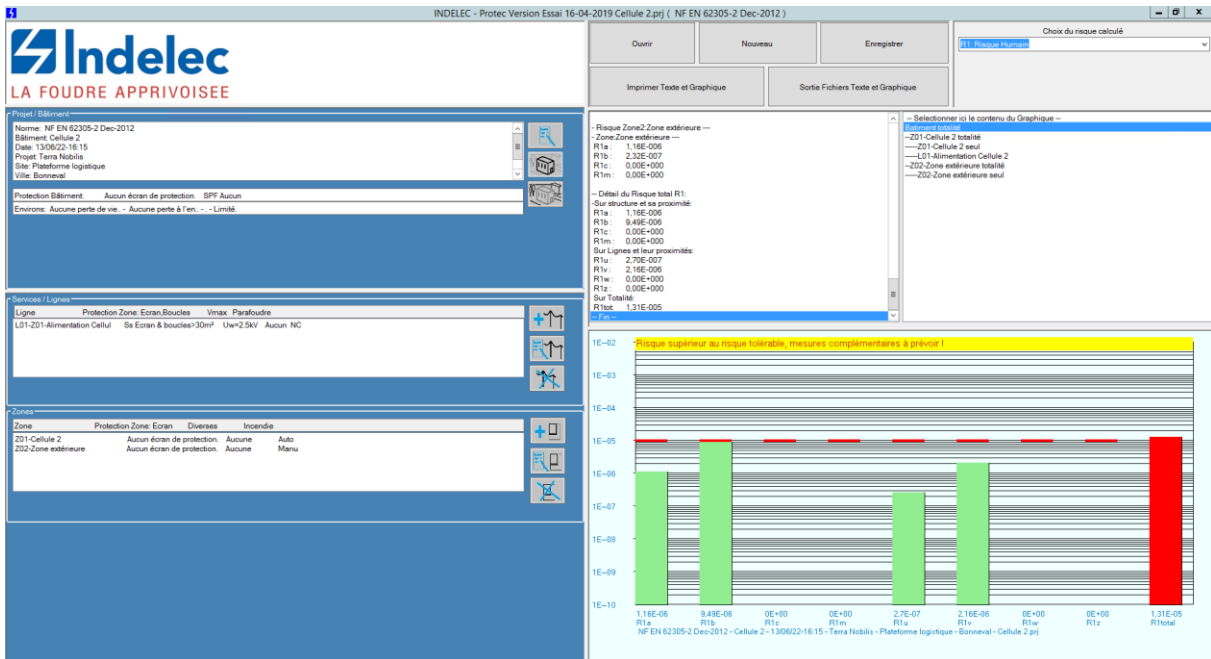 INDELEC - Protec Version Essai 16-04-2019 Cellule 2.prj ( NF EN 62305-2 Dec-2012 )
Indelec
LA FOUDRE APPRIVOISEE
Ouvrir
Nouveau
Enregistrer
Imprimer Texte et Graphique
Sortie Fichiers Texte et Graphique
Choix du risque calculé
R1: Risque Humain
Projet / Bâtiment
Norme: NF EN 62305-2 Dec-2012
Bâtiment: Cellule 2
Date: 13/06/22-16:15
Projet: Terra Nobilis
Site: Plateforme logistique
Ville: Bonneval
Protection Bâtiment: Aucun écran de protection. SPF Aucun
Environs: Aucune perte de vie.. - Aucune perte à l'en., - . - Limité.
Services / Lignes
Ligne Protection Zone: Ecran,Boucles Vmax Parafoudre
L01-Z01-Alimentation Cellul Ss Ecran & boucles>30m² Uw=2.5kV Aucun NC
Zones
Zone Protection Zone: Ecran Diverses Incendie
Z01-Cellule 2 Aucun écran de protection. Aucune Auto
Z02-Zone extérieure Aucun écran de protection. Aucune Manu
- Risque Zone2:Zone extérieure ---
- Zone:Zone extérieure ---
R1a : 1,16E-006
R1b : 2,32E-007
R1c : 0,00E+000
R1m : 0,00E+000
-- Détail du Risque total R1:
-Sur structure et sa proximité:
R1a : 1,16E-006
R1b : 9,49E-006
R1c : 0,00E+000
R1m : 0,00E+000
Sur Lignes et leur proximités:
R1u : 2,70E-007
R1v : 2,16E-006
R1w : 0,00E+000
R1z : 0,00E+000
Sur Totalité:
R1tot: 1,31E-005
-- Fin --
-- Selectionner ici le contenu du Graphique --
Batiment totalité
--Z01-Cellule 2 totalité
----Z01-Cellule 2 seul
----L01-Alimentation Cellule 2
--Z02-Zone extérieure totalité
----Z02-Zone extérieure seul
Risque supérieur au risque tolérable, mesures complémentaires à prévoir !
1E-02
1E-03
1E-04
1E-05
1E-06
1E-07
1E-08
1E-09
1E-10
1,16E-06 9,49E-06 0E+00 0E+00 2,7E-07 2,16E-06 0E+00 0E+00 1,31E-05
R1a R1b R1c R1m R1u R1v R1w R1z R1total
NF EN 62305-2 Dec-2012 - Cellule 2 - 13/06/22-16:15 - Terra Nobilis - Plateforme logistique - Bonneval - Cellule 2.prj